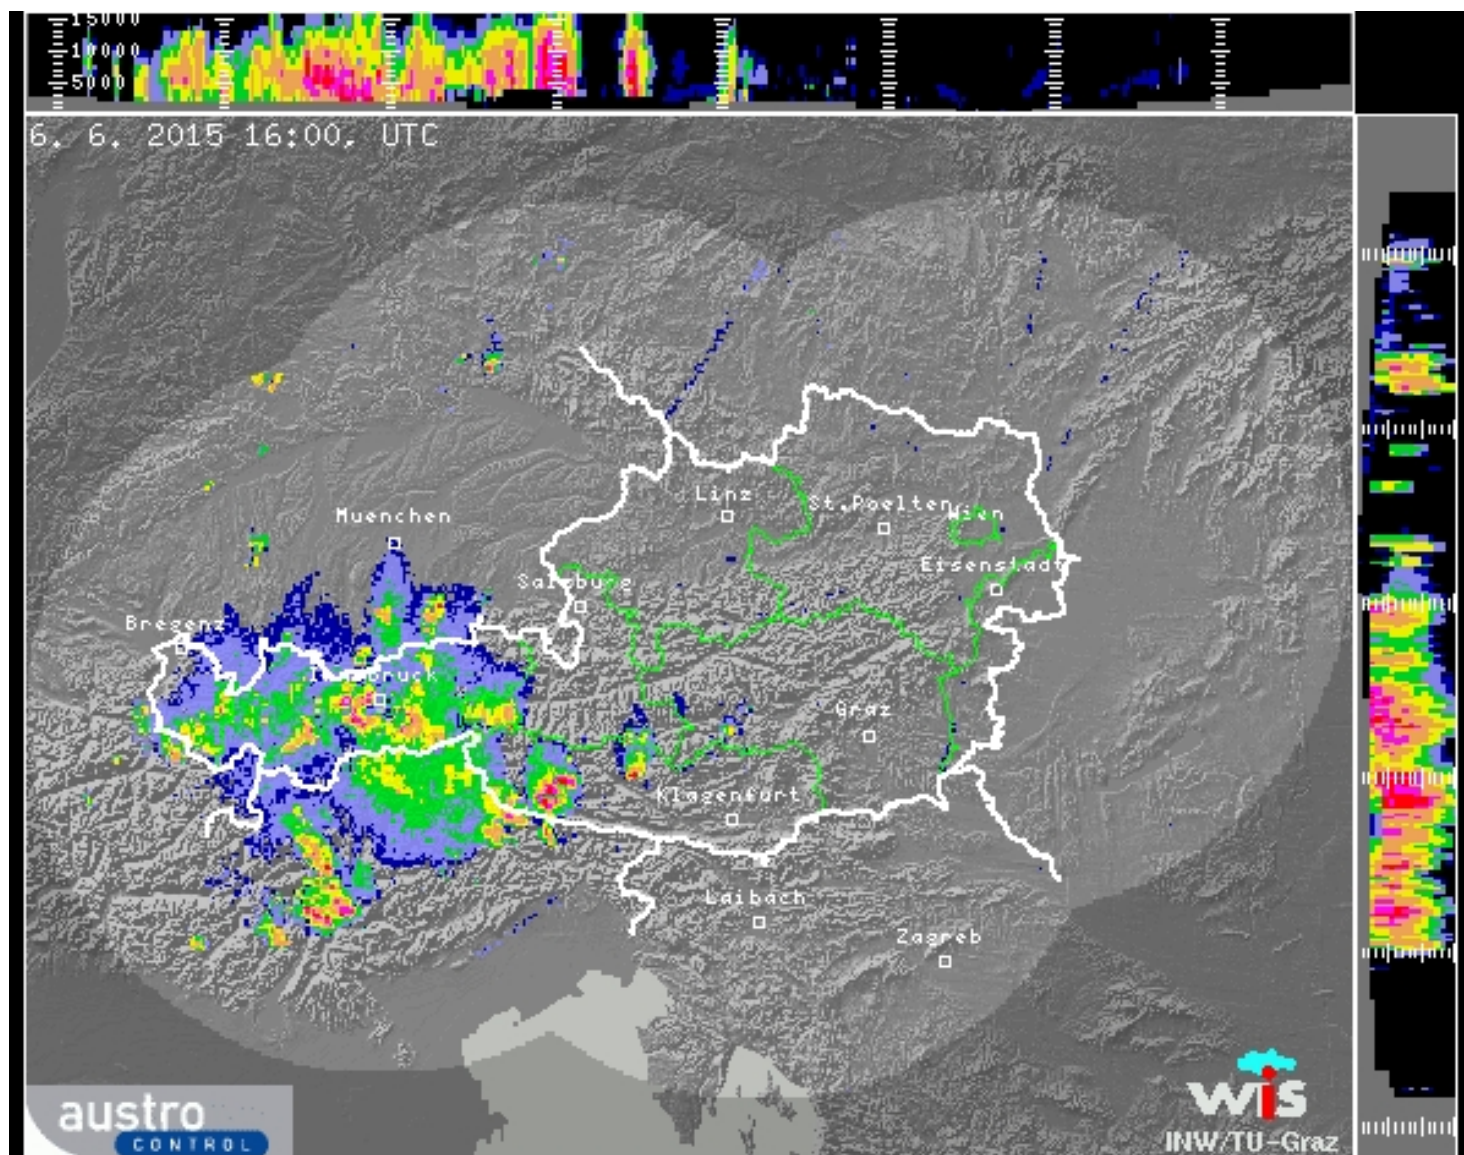 15000
10000
5000
6. 6. 2015 16:00, UTC
Linz
St.Poelten
Wien
Muenchen
Eisenstadt
Salzburg
Bregenz
Innsbruck
Graz
Klagenfurt
Laibach
Zagreb
austro
CONTROL
wis
INW/TU-Graz